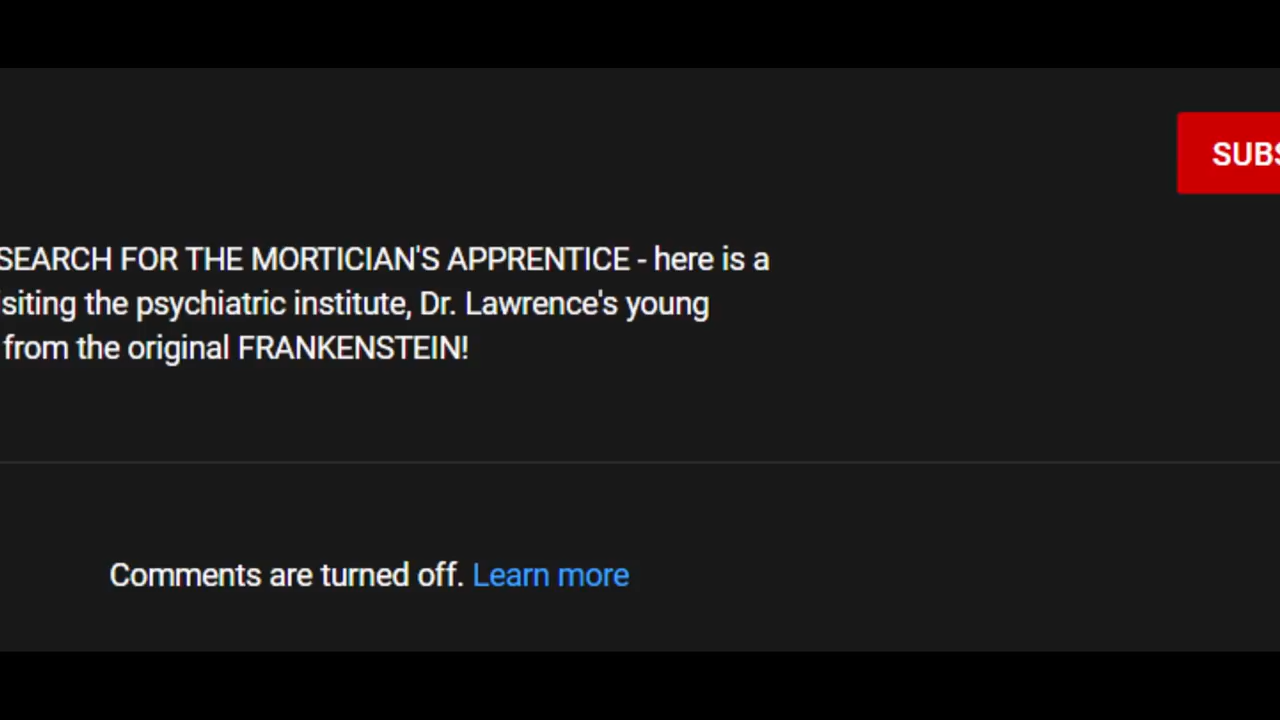 SUBS
SEARCH FOR THE MORTICIAN'S APPRENTICE - here is a
siting the psychiatric institute, Dr. Lawrence's young
from the original FRANKENSTEIN!
Comments are turned off. Learn more